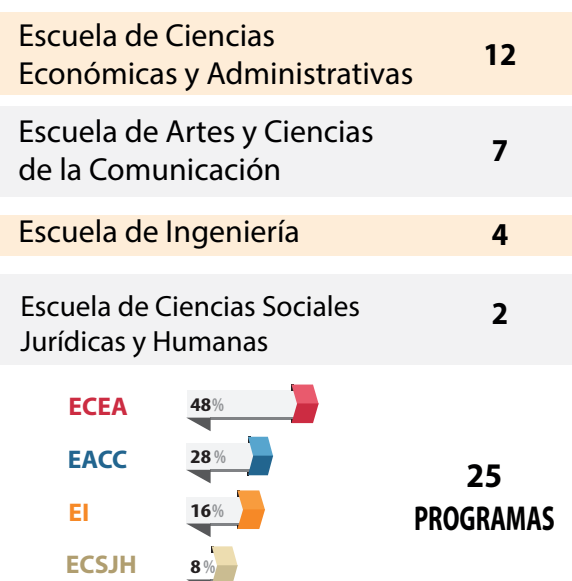 Escuela de Ciencias
Económicas y Administrativas
12
Escuela de Artes y Ciencias
de la Comunicación
7
Escuela de Ingeniería
4
Escuela de Ciencias Sociales
Jurídicas y Humanas
2
ECEA 48%
EACC 28%
EI 16%
ECSJH 8%
25
PROGRAMAS